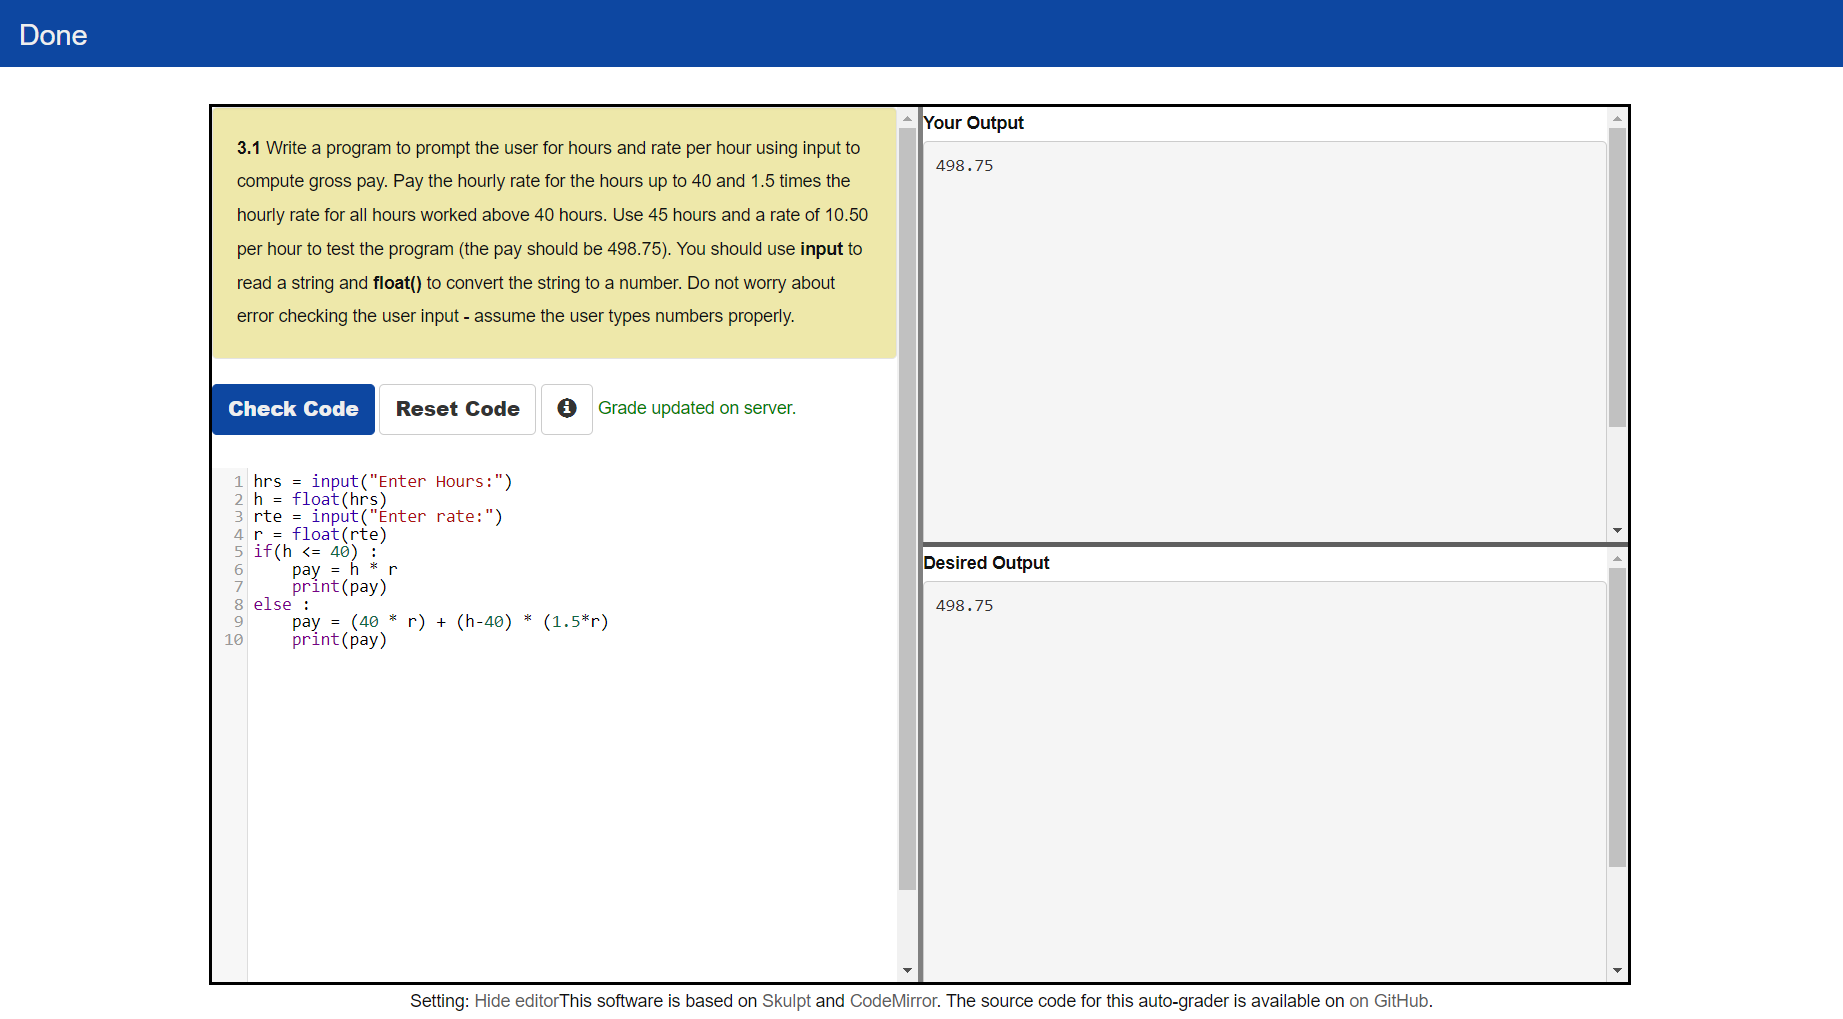 Done
3.1 Write a program to prompt the user for hours and rate per hour using input to
compute gross pay. Pay the hourly rate for the hours up to 40 and 1.5 times the
hourly rate for all hours worked above 40 hours. Use 45 hours and a rate of 10.50
per hour to test the program (the pay should be 498.75). You should use input to
read a string and float() to convert the string to a number. Do not worry about
error checking the user input - assume the user types numbers properly.
Check Code Reset Code Grade updated on server.
1 hrs = input("Enter Hours:")
2 h = float(hrs)
3 rte = input("Enter rate:")
4 r = float(rte)
5 if(h <= 40) :
6     pay = h * r
7     print(pay)
8 else :
9     pay = (40 * r) + (h-40) * (1.5*r)
10     print(pay)
Your Output
498.75
Desired Output
498.75
Setting: Hide editorThis software is based on Skulpt and CodeMirror. The source code for this auto-grader is available on on GitHub.